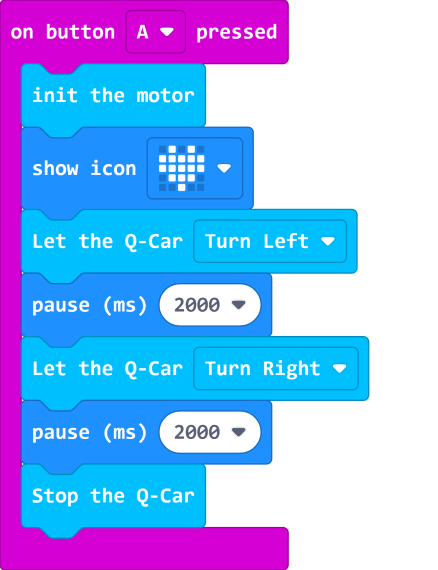 on button A pressed
init the motor
show icon
Let the Q-Car Turn Left
pause (ms) 2000
Let the Q-Car Turn Right
pause (ms) 2000
Stop the Q-Car